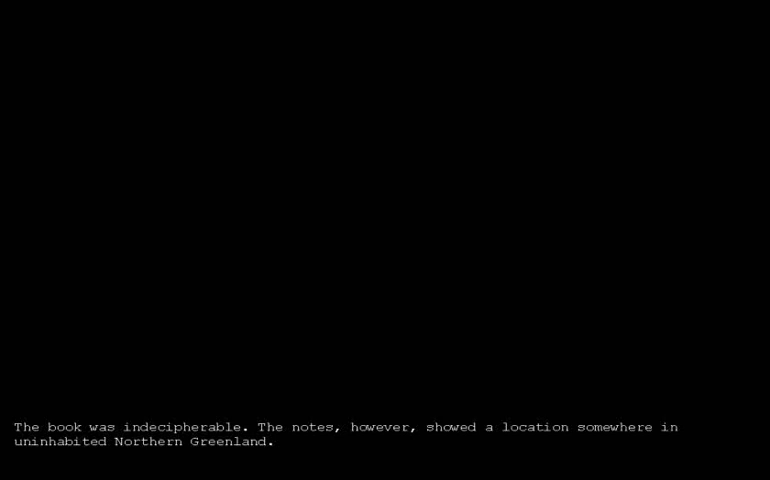 The book was indecipherable. The notes, however, showed a location somewhere in
uninhabited Northern Greenland.